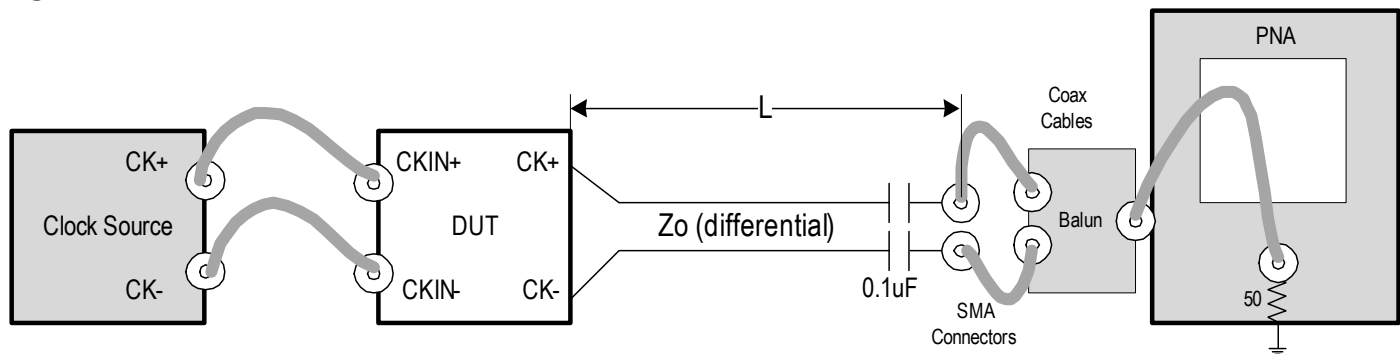 PNA
L
Coax
Cables
CK+
CKIN+
CK+
Clock Source
DUT
Zo (differential)
Balun
CK-
CKIN-
CK-
0.1uF
SMA
Connectors
50